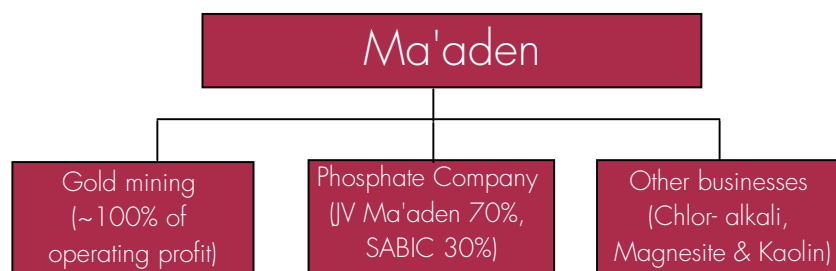 Ma'aden
Gold mining
(~100% of
operating profit)
Phosphate Company
(JV Ma'aden 70%,
SABIC 30%)
Other businesses
(Chlor- alkali,
Magnesite & Kaolin)